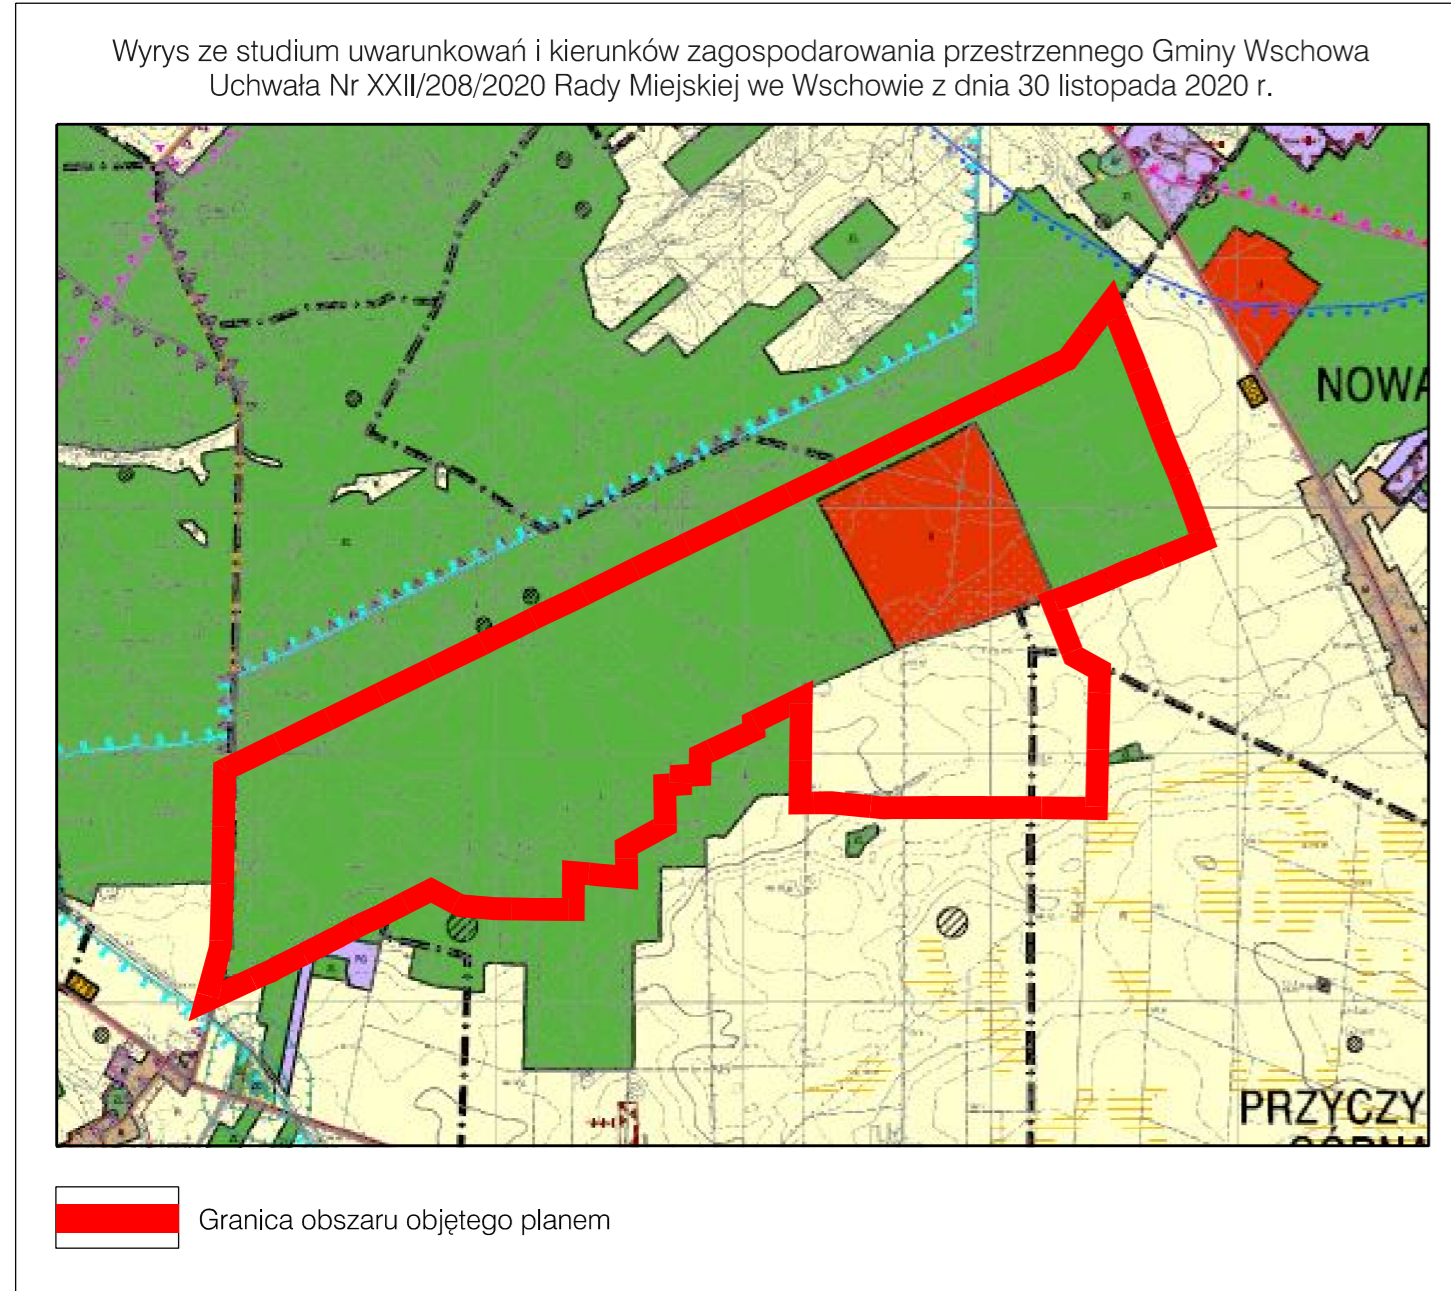 Wyrys ze studium uwarunkowań i kierunków zagospodarowania przestrzennego Gminy Wschowa
Uchwała Nr XXII/208/2020 Rady Miejskiej we Wschowie z dnia 30 listopada 2020 r.
NOWA
PRZYCZY
GÓRNA
Granica obszaru objętego planem